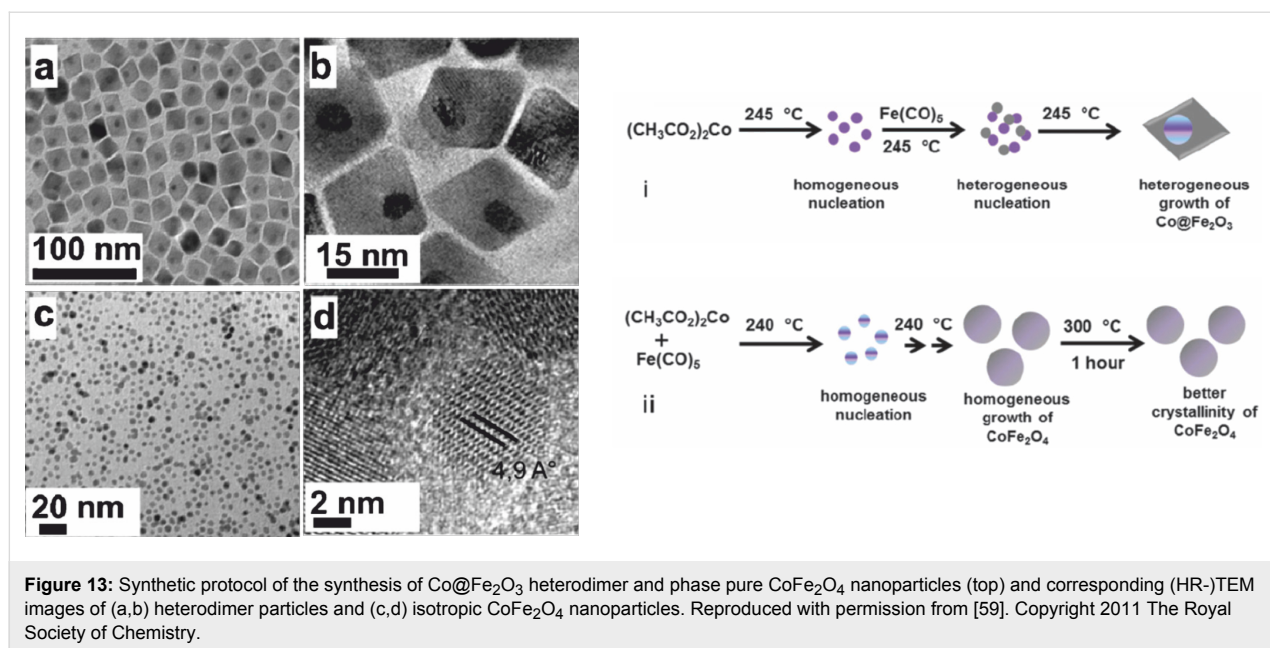 a
b
100 nm
15 nm
c
d
4,9 A°
20 nm
2 nm
(CH₃CO₂)₂Co
245 °C
Fe(CO)₅
245 °C
245 °C
homogeneous
nucleation
heterogeneous
nucleation
heterogeneous
growth of
Co@Fe₂O₃
i
(CH₃CO₂)₂Co
+
Fe(CO)₅
240 °C
240 °C
300 °C
1 hour
homogeneous
nucleation
homogeneous
growth of
CoFe₂O₄
better
crystallinity of
CoFe₂O₄
ii
Figure 13: Synthetic protocol of the synthesis of Co@Fe₂O₃ heterodimer and phase pure CoFe₂O₄ nanoparticles (top) and corresponding (HR-)TEM
images of (a,b) heterodimer particles and (c,d) isotropic CoFe₂O₄ nanoparticles. Reproduced with permission from [59]. Copyright 2011 The Royal
Society of Chemistry.